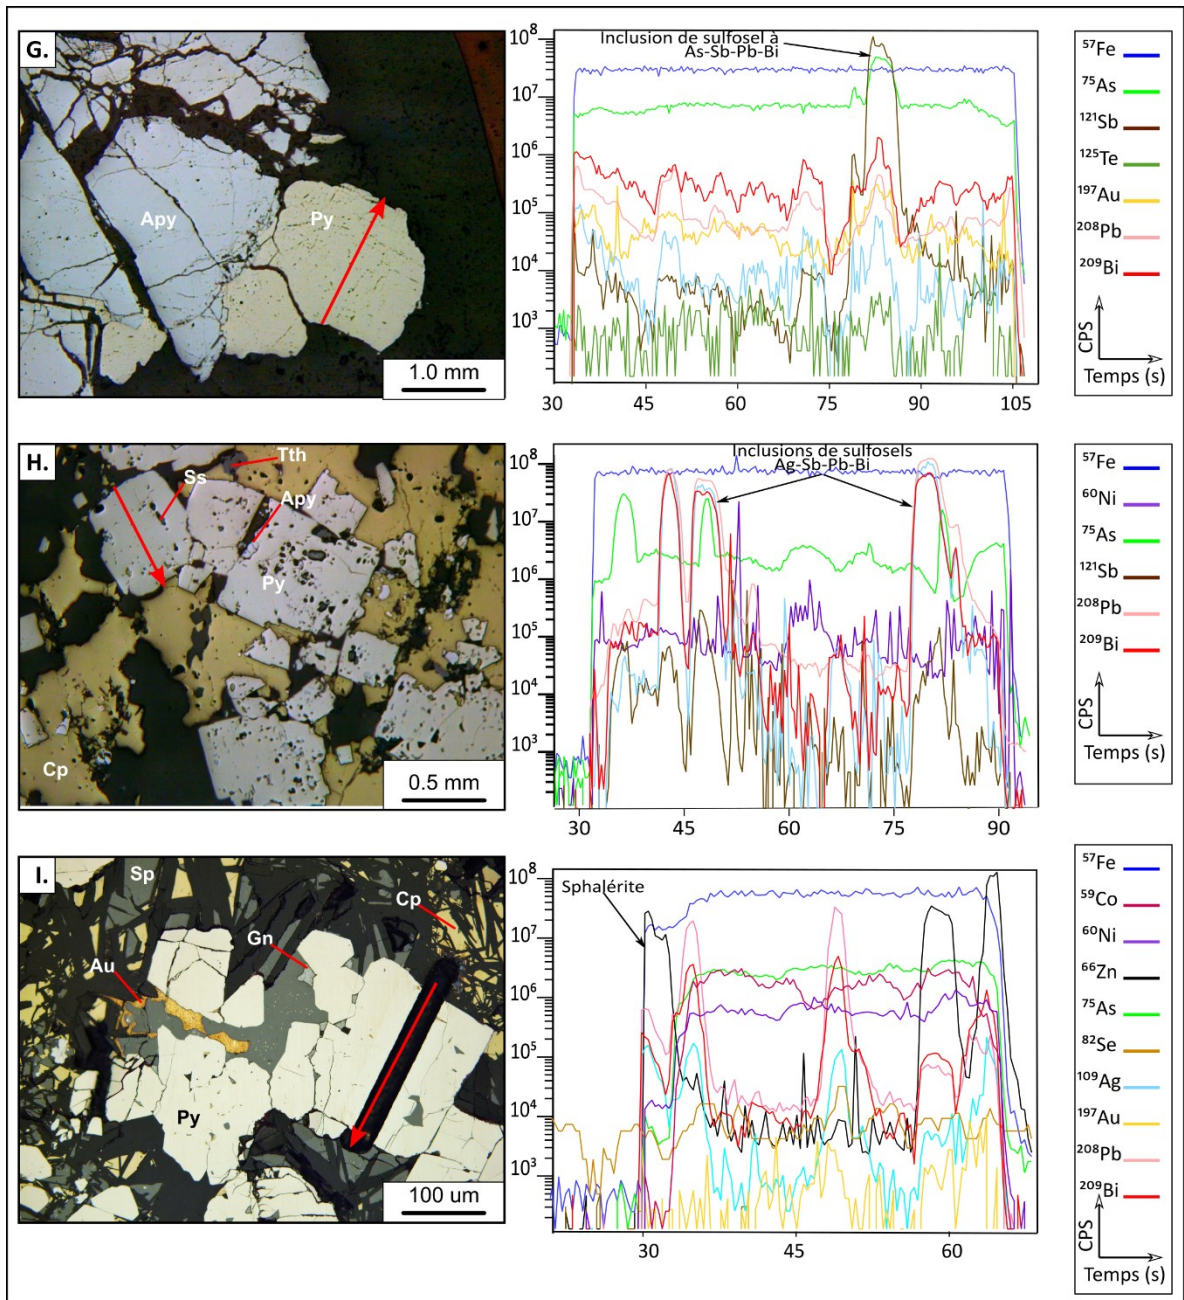 G.
Apy
Py
1.0 mm
Inclusion de sulfosel à
As-Sb-Pb-Bi
10⁸
10⁷
10⁶
10⁵
10⁴
10³
30 45 60 75 90 105
⁵⁷Fe
⁷⁵As
¹²¹Sb
¹²⁵Te
¹⁹⁷Au
²⁰⁸Pb
²⁰⁹Bi
CPS
Temps (s)
H.
Tth
Ss
Apy
Py
Cp
0.5 mm
Inclusions de sulfosels
Ag-Sb-Pb-Bi
10⁸
10⁷
10⁶
10⁵
10⁴
10³
30 45 60 75 90
⁵⁷Fe
⁶⁰Ni
⁷⁵As
¹²¹Sb
²⁰⁸Pb
²⁰⁹Bi
CPS
Temps (s)
I.
Sp
Cp
Gn
Au
Py
100 um
Sphalérite
10⁸
10⁷
10⁶
10⁵
10⁴
10³
30 45 60
⁵⁷Fe
⁵⁹Co
⁶⁰Ni
⁶⁶Zn
⁷⁵As
⁸²Se
¹⁰⁹Ag
¹⁹⁷Au
²⁰⁸Pb
²⁰⁹Bi
CPS
Temps (s)